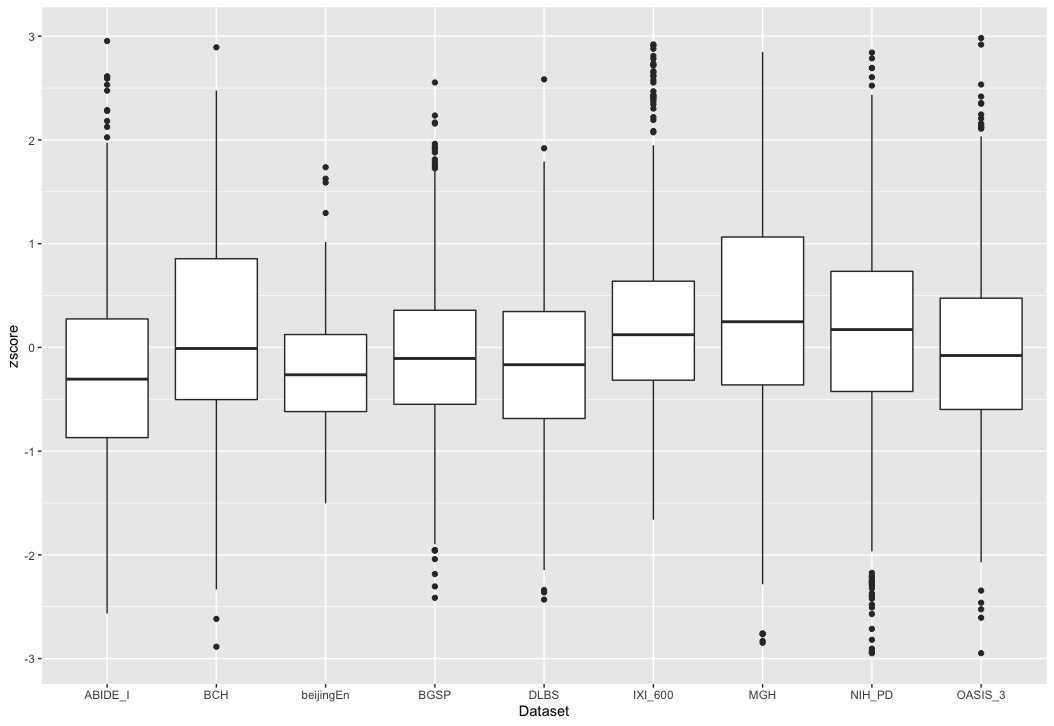 zscore
3
2
1
0
-1
-2
-3
ABIDE_I BCH beijingEn BGSP DLBS IXI_600 MGH NIH_PD OASIS_3
Dataset